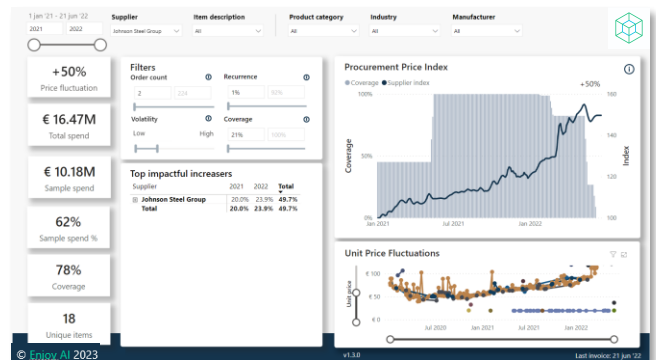 1 jan '21 - 21 jun '22
2021 2022
Supplier
Johnson Steel Group
Item description
All
Product category
All
Industry
All
Manufacturer
All
+50%
Price fluctuation
€ 16.47M
Total spend
€ 10.18M
Sample spend
62%
Sample spend %
78%
Coverage
18
Unique items
Filters
Order count
2 224
Recurrence
1% 92%
Volatility
Low High
Coverage
21% 100%
Top impactful increasers
Supplier 2021 2022 Total
Johnson Steel Group 20.0% 23.9% 49.7%
Total 20.0% 23.9% 49.7%
Procurement Price Index
Coverage Supplier index
+50%
100%
50%
0%
Coverage
160
140
120
100
Index
Jan 2021 Jul 2021 Jan 2022
Unit Price Fluctuations
Unit price
€ 100
€ 50
€ 0
Jul 2020 Jan 2021 Jul 2021 Jan 2022
© Enjoy AI 2023
v1.3.0
Last invoice: 21 jun '22